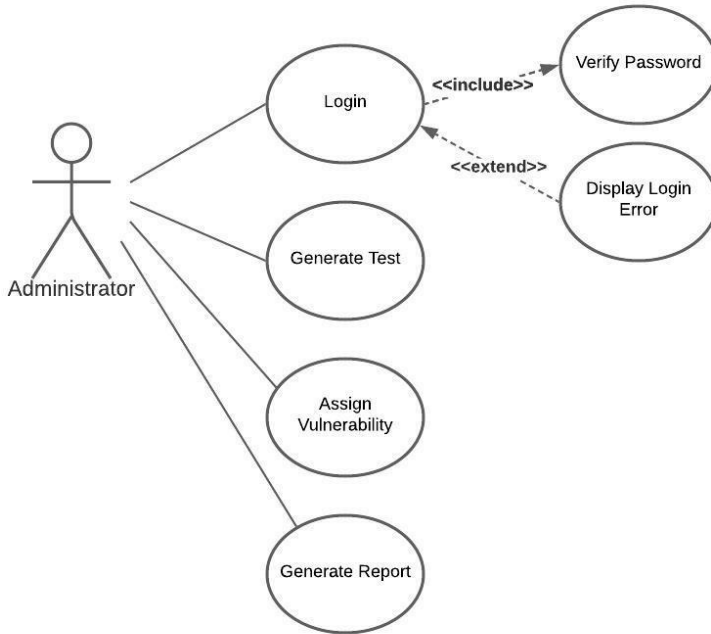 Verify Password
<<include>>
Login
<<extend>>
Display Login
Error
Generate Test
Administrator
Assign
Vulnerability
Generate Report